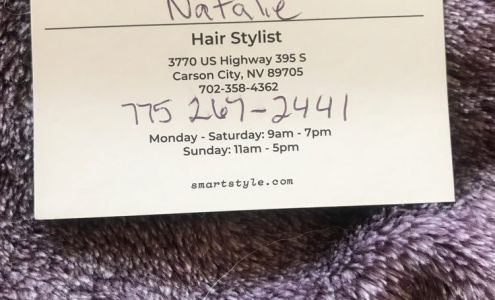 Natalie
Hair Stylist
3770 US Highway 395 S
Carson City, NV 89705
702-358-4362
775 267-2441
Monday - Saturday: 9am - 7pm
Sunday: 11am - 5pm
smartstyle.com